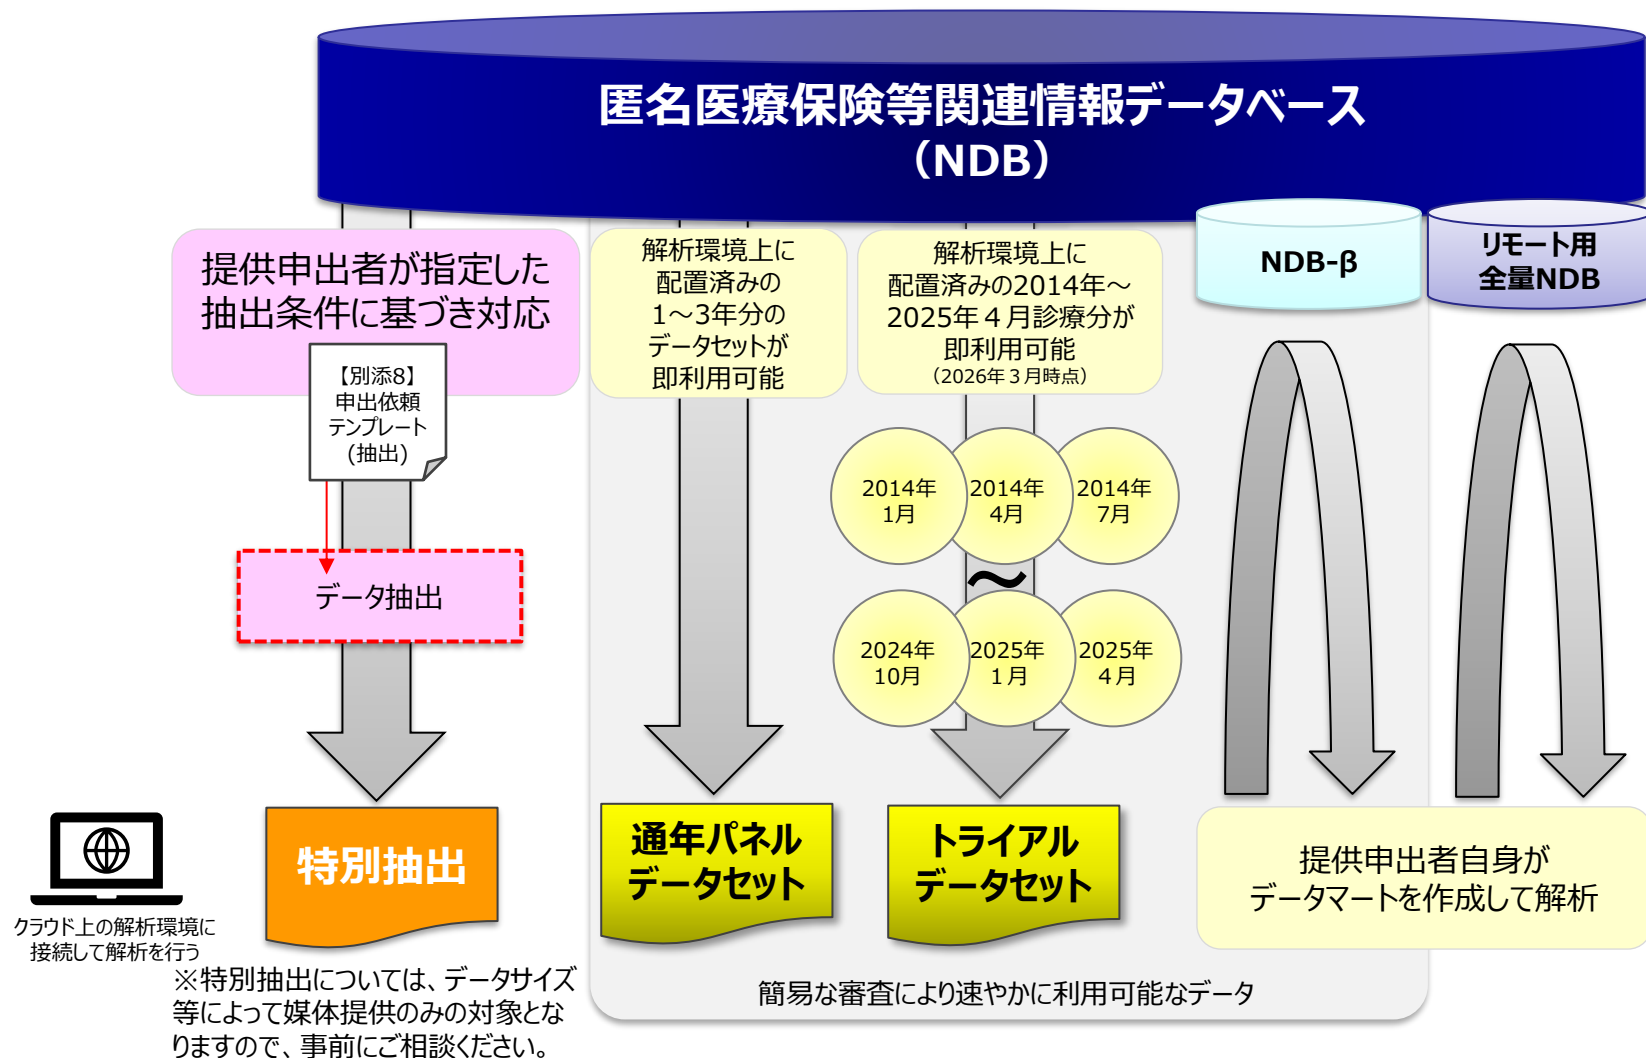 匿名医療保険等関連情報データベース
（NDB）
提供申出者が指定した
抽出条件に基づき対応
【別添8】
申出依頼
テンプレート
(抽出)
データ抽出
特別抽出
クラウド上の解析環境に
接続して解析を行う
※特別抽出については、データサイズ
等によって媒体提供のみの対象とな
りますので、事前にご相談ください。
解析環境上に
配置済みの
1～3年分の
データセットが
即利用可能
通年パネル
データセット
解析環境上に
配置済みの2014年～
2025年４月診療分が
即利用可能
（2026年３月時点）
2014年
1月
2014年
4月
2014年
7月
～
2024年
10月
2025年
１月
2025年
４月
トライアル
データセット
NDB-β
リモート用
全量NDB
提供申出者自身が
データマートを作成して解析
簡易な審査により速やかに利用可能なデータ